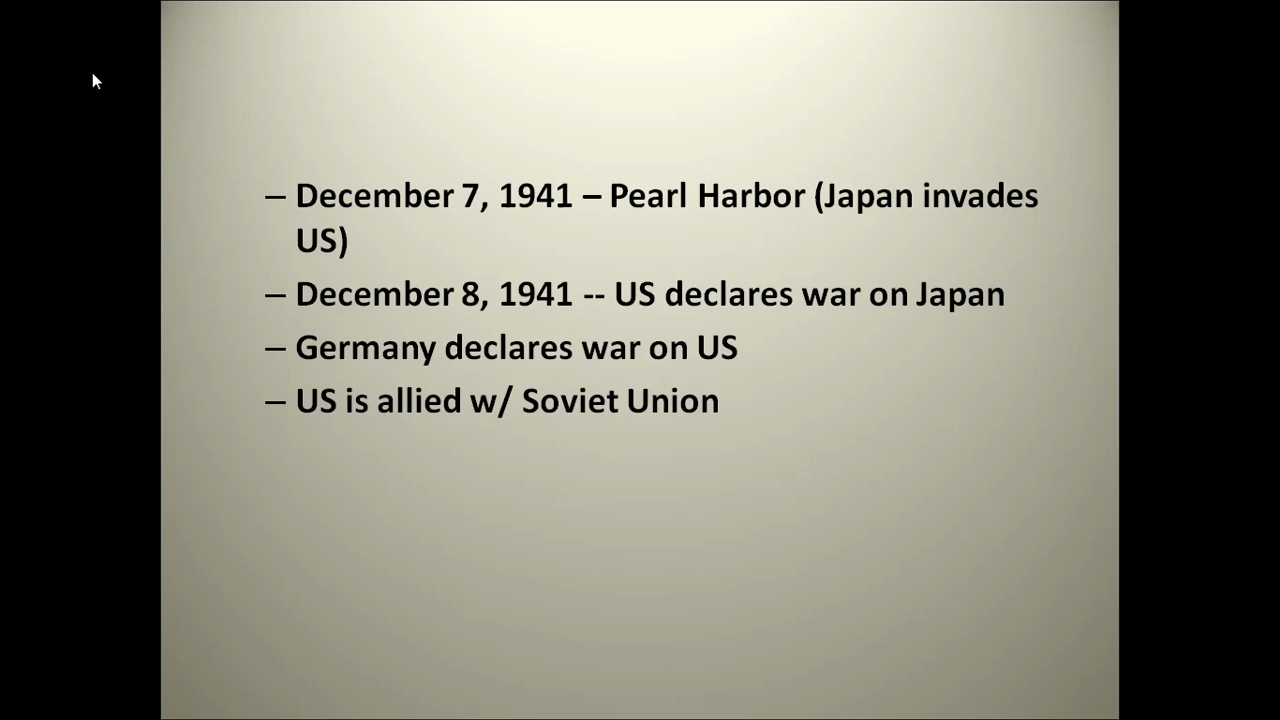 – December 7, 1941 – Pearl Harbor (Japan invades
US)
– December 8, 1941 -- US declares war on Japan
– Germany declares war on US
– US is allied w/ Soviet Union